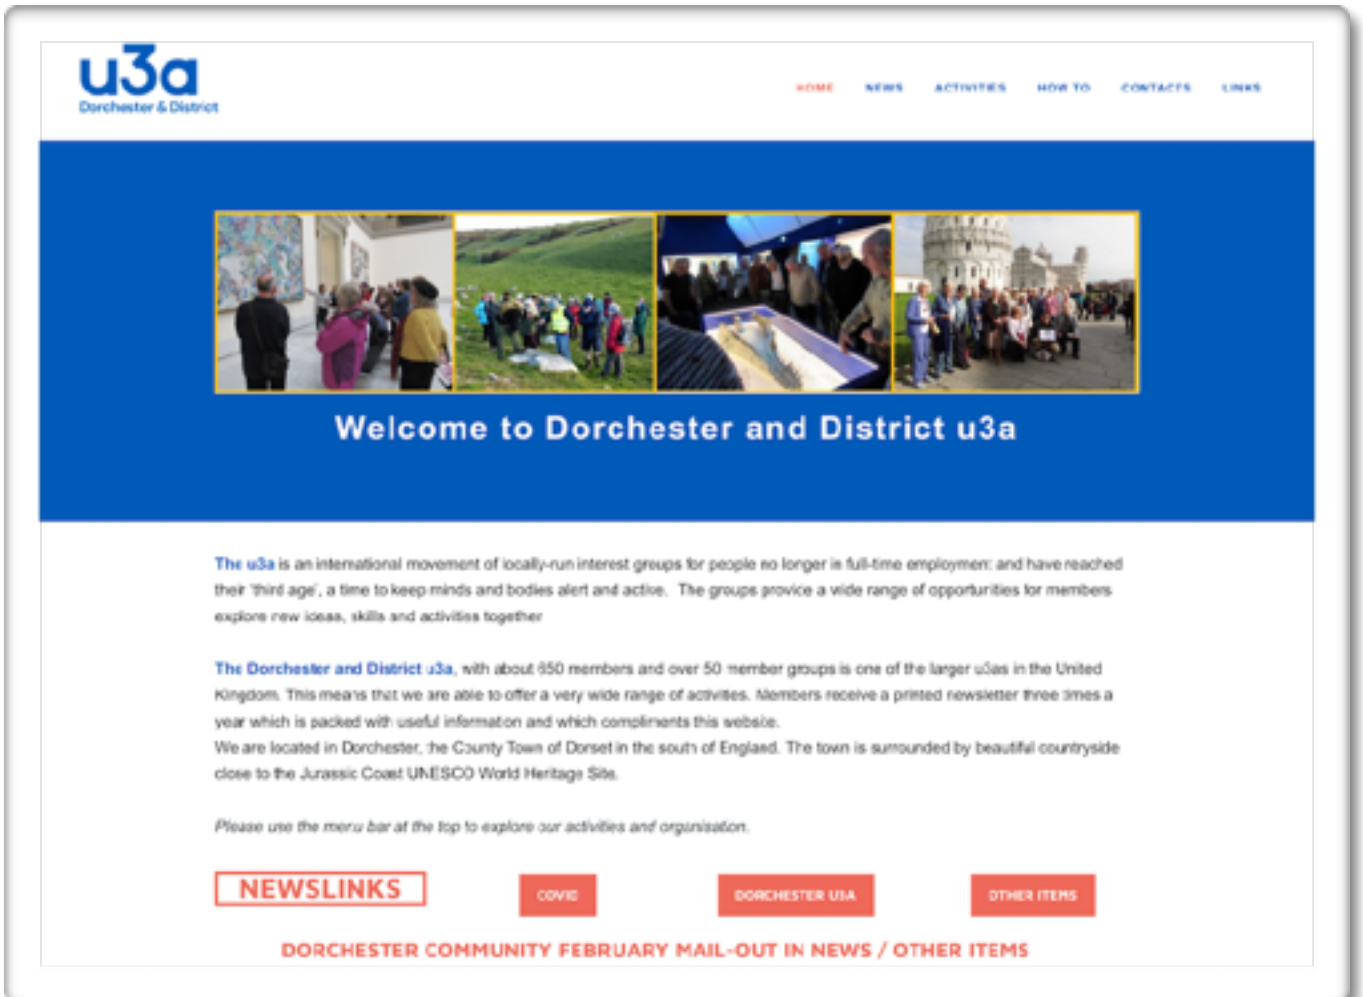 u3a
Dorchester & District
HOME NEWS ACTIVITIES HOW TO CONTACTS LINKS
Welcome to Dorchester and District u3a
The u3a is an international movement of locally-run interest groups for people no longer in full-time employment and have reached
their 'third age', a time to keep minds and bodies alert and active. The groups provide a wide range of opportunities for members
explore new ideas, skills and activities together
The Dorchester and District u3a, with about 650 members and over 50 member groups is one of the larger u3as in the United
Kingdom. This means that we are able to offer a very wide range of activities. Members receive a printed newsletter three times a
year which is packed with useful information and which compliments this website.
We are located in Dorchester, the County Town of Dorset in the south of England. The town is surrounded by beautiful countryside
close to the Jurassic Coast UNESCO World Heritage Site.
Please use the menu bar at the top to explore our activities and organisation.
NEWSLINKS COVID DORCHESTER U3A OTHER ITEMS
DORCHESTER COMMUNITY FEBRUARY MAIL-OUT IN NEWS / OTHER ITEMS